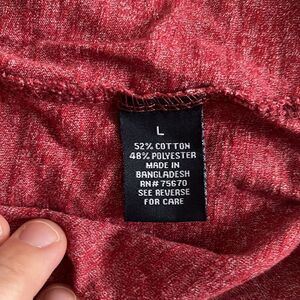 L
52% COTTON
48% POLYESTER
MADE IN
BANGLADESH
RN# 75670
SEE REVERSE
FOR CARE